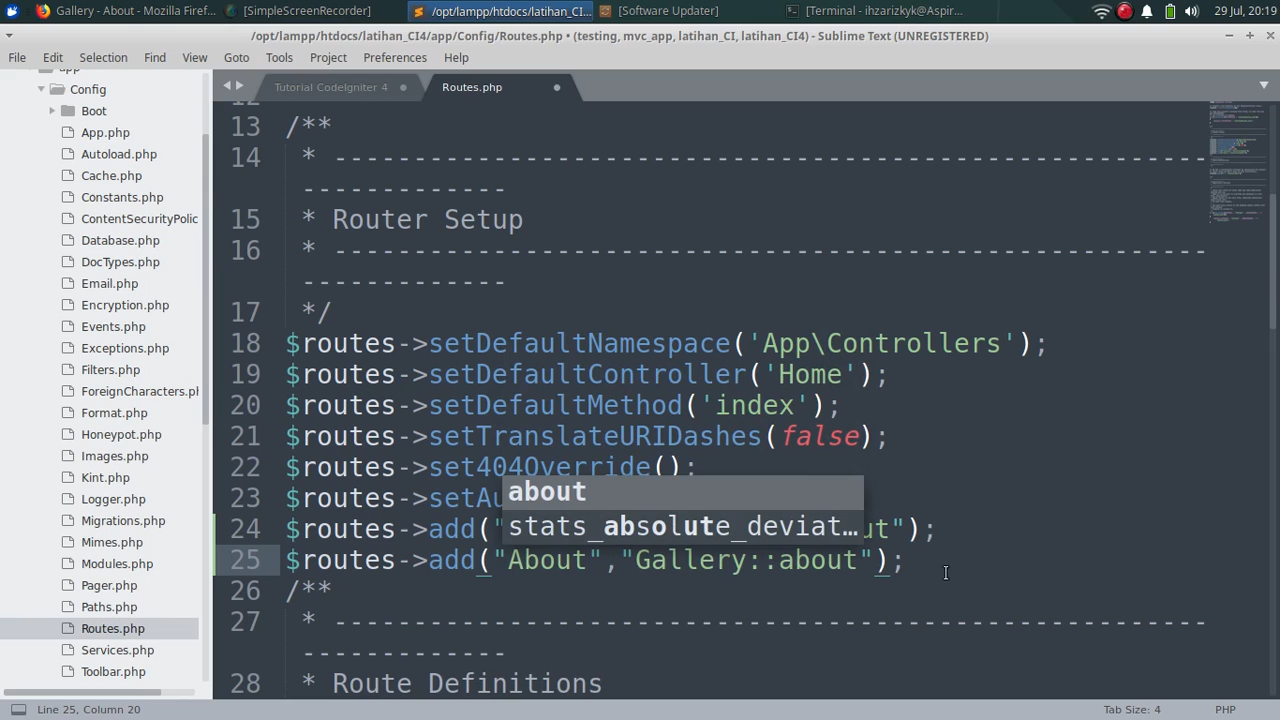 Gallery - About - Mozilla Firef...
[SimpleScreenRecorder]
/opt/lampp/htdocs/latihan_CI...
[Software Updater]
[Terminal - ihzarizkyk@Aspir...
29 Jul, 20:19
/opt/lampp/htdocs/latihan_CI4/app/Config/Routes.php • (testing, mvc_app, latihan_CI, latihan_CI4) - Sublime Text (UNREGISTERED)
File Edit Selection Find View Goto Tools Project Preferences Help
app
Config
Boot
App.php
Autoload.php
Cache.php
Constants.php
ContentSecurityPolic
Database.php
DocTypes.php
Email.php
Encryption.php
Events.php
Exceptions.php
Filters.php
ForeignCharacters.ph
Format.php
Honeypot.php
Images.php
Kint.php
Logger.php
Migrations.php
Mimes.php
Modules.php
Pager.php
Paths.php
Routes.php
Services.php
Toolbar.php
Tutorial CodeIgniter 4
Routes.php
12
13 /**
14 * -------------------------------------------------------
-------------
15 * Router Setup
16 * -------------------------------------------------------
-------------
17 */
18 $routes->setDefaultNamespace('App\Controllers');
19 $routes->setDefaultController('Home');
20 $routes->setDefaultMethod('index');
21 $routes->setTranslateURIDashes(false);
22 $routes->set404Override();
23 $routes->setAu
about
stats_absolute_deviat…
24 $routes->add(" ut");
25 $routes->add("About","Gallery::about");
26 /**
27 * -------------------------------------------------------
-------------
28 * Route Definitions
Line 25, Column 20
Tab Size: 4
PHP